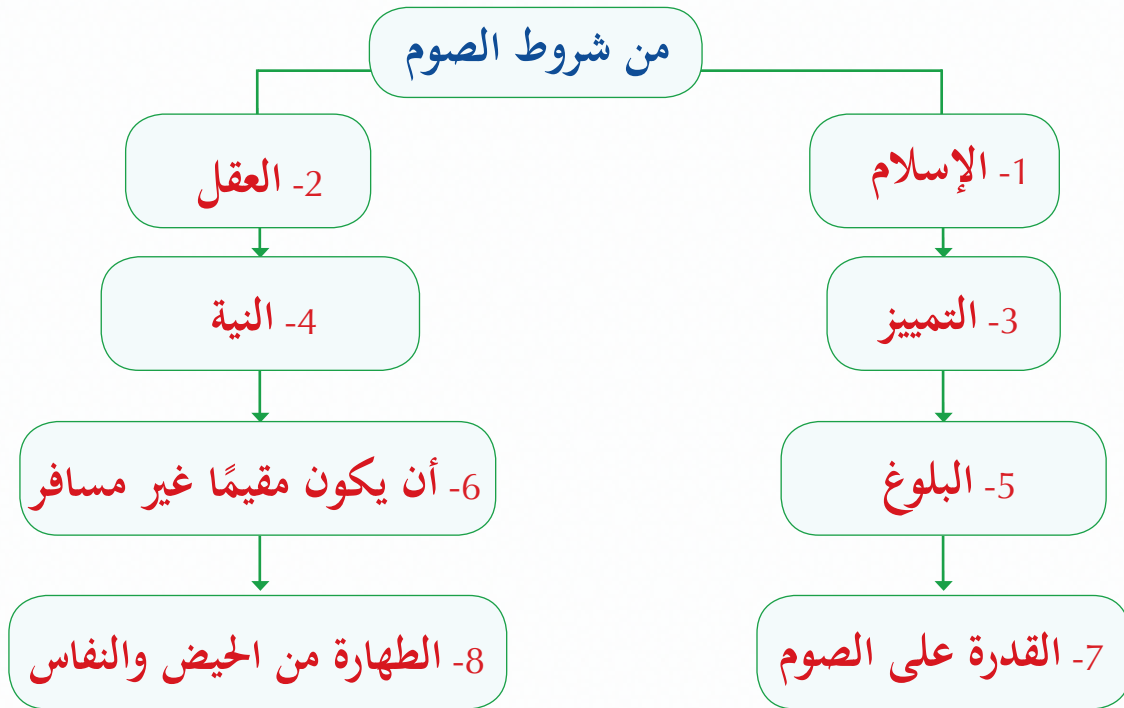 من شروط الصوم
1- الإسلام
2- العقل
3- التمييز
4- النية
5- البلوغ
6- أن يكون مقيمًا غير مسافر
7- القدرة على الصوم
8- الطهارة من الحيض والنفاس